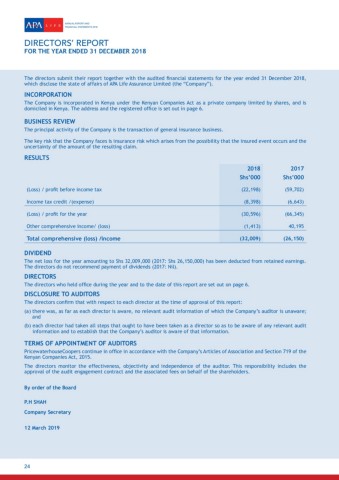 APA LIFE
ANNUAL REPORT AND
FINANCIAL STATEMENTS 2018
DIRECTORS' REPORT
FOR THE YEAR ENDED 31 DECEMBER 2018
The directors submit their report together with the audited financial statements for the year ended 31 December 2018,
which disclose the state of affairs of APA Life Assurance Limited (the "Company").
INCORPORATION
The Company is incorporated in Kenya under the Kenyan Companies Act as a private company limited by shares, and is
domiciled in Kenya. The address and the registered office is set out in page 6.
BUSINESS REVIEW
The principal activity of the Company is the transaction of general insurance business.
The key risk that the Company faces is insurance risk which arises from the possibility that the insured event occurs and the
uncertainty of the amount of the resulting claim.
RESULTS
2018 2017
Shs'000 Shs'000
(Loss) / profit before income tax (22,198) (59,702)
Income tax credit /(expense) (8,398) (6,643)
(Loss) / profit for the year (30,596) (66,345)
Other comprehensive income/ (loss) (1,413) 40,195
Total comprehensive (loss) /income (32,009) (26,150)
DIVIDEND
The net loss for the year amounting to Shs 32,009,000 (2017: Shs 26,150,000) has been deducted from retained earnings.
The directors do not recommend payment of dividends (2017: Nil).
DIRECTORS
The directors who held office during the year and to the date of this report are set out on page 6.
DISCLOSURE TO AUDITORS
The directors confirm that with respect to each director at the time of approval of this report:
(a) there was, as far as each director is aware, no relevant audit information of which the Company's auditor is unaware;
and
(b) each director had taken all steps that ought to have been taken as a director so as to be aware of any relevant audit
information and to establish that the Company's auditor is aware of that information.
TERMS OF APPOINTMENT OF AUDITORS
PricewaterhouseCoopers continue in office in accordance with the Company's Articles of Association and Section 719 of the
Kenyan Companies Act, 2015.
The directors monitor the effectiveness, objectivity and independence of the auditor. This responsibility includes the
approval of the audit engagement contract and the associated fees on behalf of the shareholders.
By order of the Board
P.H SHAH
Company Secretary
12 March 2019
24